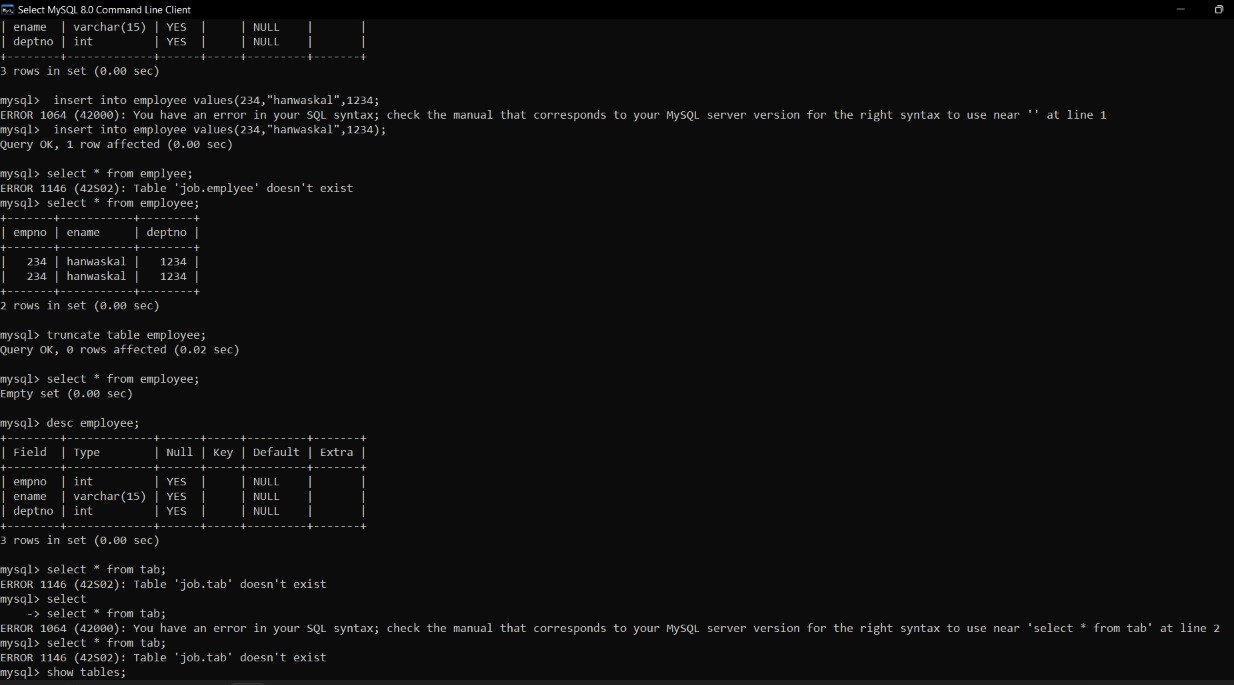 Select MySQL 8.0 Command Line Client
| ename  | varchar(15) | YES  |     | NULL    |       |
| deptno | int         | YES  |     | NULL    |       |
+--------+-------------+------+-----+---------+-------+
3 rows in set (0.00 sec)

mysql>  insert into employee values(234,"hanwaskal",1234;
ERROR 1064 (42000): You have an error in your SQL syntax; check the manual that corresponds to your MySQL server version for the right syntax to use near '' at line 1
mysql>  insert into employee values(234,"hanwaskal",1234);
Query OK, 1 row affected (0.00 sec)

mysql> select * from emplyee;
ERROR 1146 (42S02): Table 'job.emplyee' doesn't exist
mysql> select * from employee;
+-------+-----------+--------+
| empno | ename     | deptno |
+-------+-----------+--------+
|   234 | hanwaskal |   1234 |
|   234 | hanwaskal |   1234 |
+-------+-----------+--------+
2 rows in set (0.00 sec)

mysql> truncate table employee;
Query OK, 0 rows affected (0.02 sec)

mysql> select * from employee;
Empty set (0.00 sec)

mysql> desc employee;
+--------+-------------+------+-----+---------+-------+
| Field  | Type        | Null | Key | Default | Extra |
+--------+-------------+------+-----+---------+-------+
| empno  | int         | YES  |     | NULL    |       |
| ename  | varchar(15) | YES  |     | NULL    |       |
| deptno | int         | YES  |     | NULL    |       |
+--------+-------------+------+-----+---------+-------+
3 rows in set (0.00 sec)

mysql> select * from tab;
ERROR 1146 (42S02): Table 'job.tab' doesn't exist
mysql> select
    -> select * from tab;
ERROR 1064 (42000): You have an error in your SQL syntax; check the manual that corresponds to your MySQL server version for the right syntax to use near 'select * from tab' at line 2
mysql> select * from tab;
ERROR 1146 (42S02): Table 'job.tab' doesn't exist
mysql> show tables;